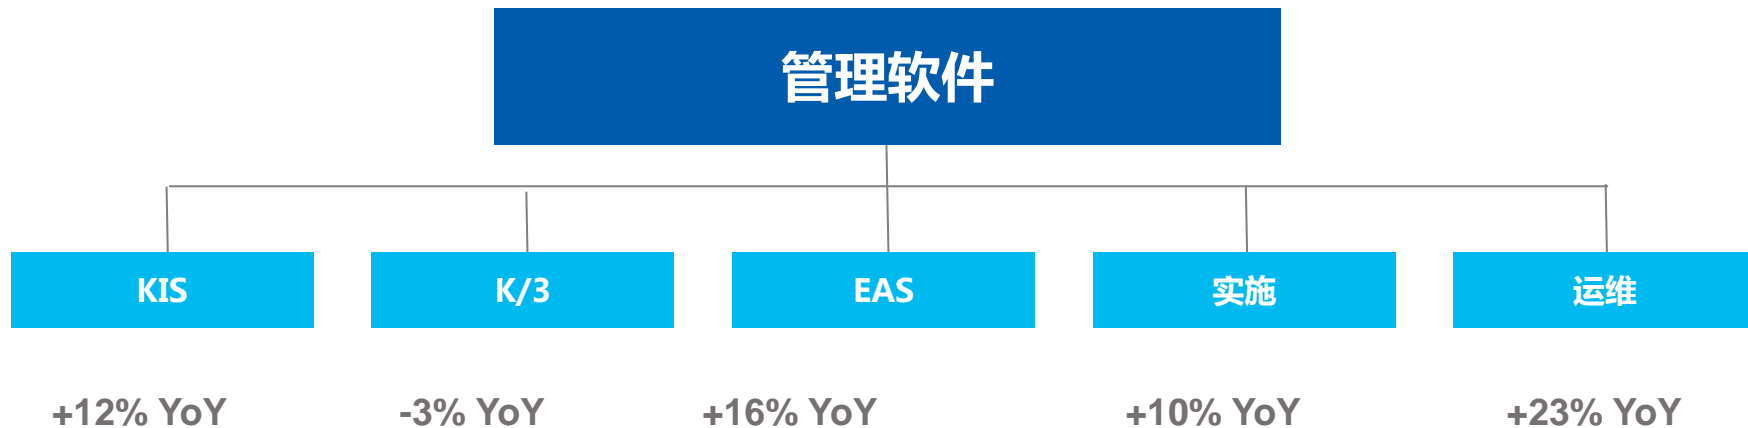 管理软件
KIS
K/3
EAS
实施
运维
+12% YoY
-3% YoY
+16% YoY
+10% YoY
+23% YoY